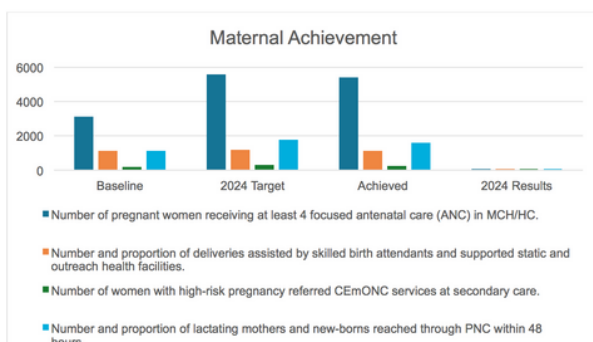 Maternal Achievement
6000
4000
2000
0
Baseline 2024 Target Achieved 2024 Results
Number of pregnant women receiving at least 4 focused antenatal care (ANC) in MCH/HC.
Number and proportion of deliveries assisted by skilled birth attendants and supported static and
outreach health facilities.
Number of women with high-risk pregnancy referred CEmONC services at secondary care.
Number and proportion of lactating mothers and new-borns reached through PNC within 48
hours.